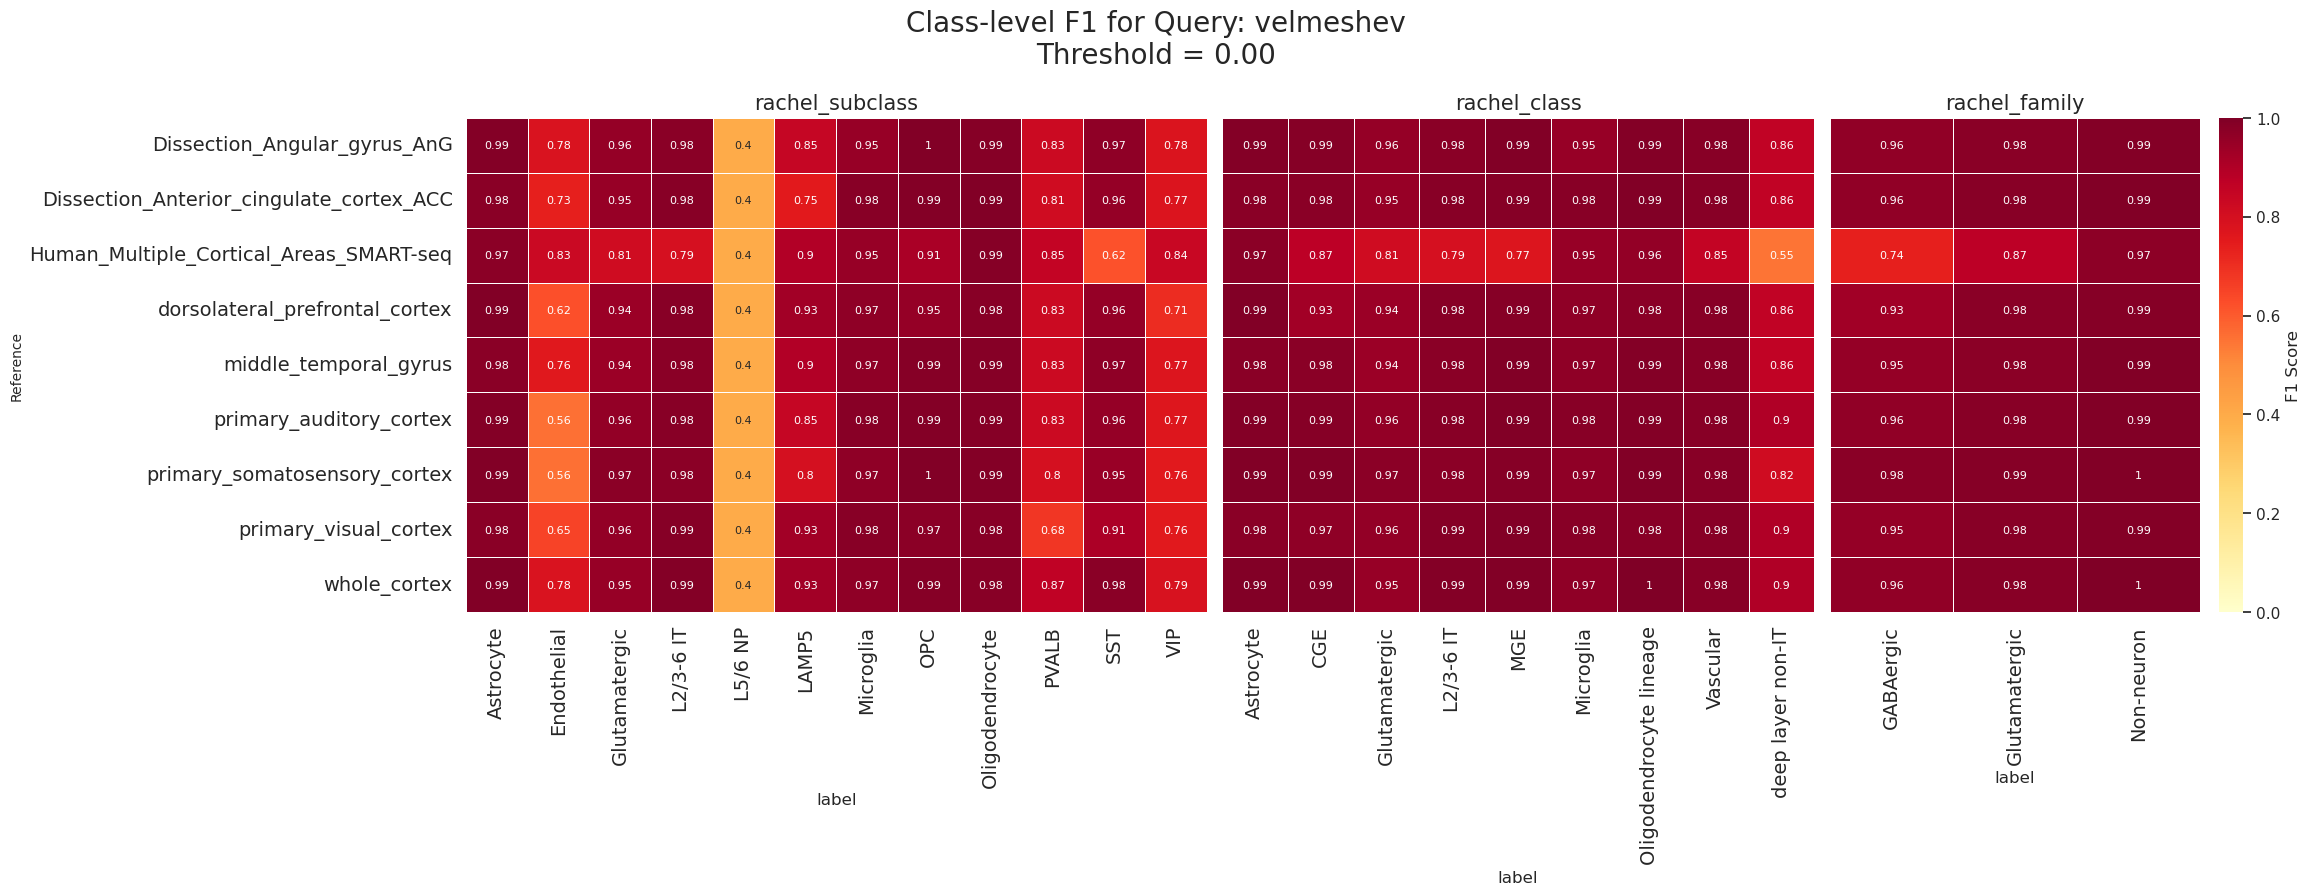 Class-level F1 for Query: velmeshev
Threshold = 0.00
rachel_subclass rachel_class rachel_family
Dissection_Angular_gyrus_AnG 0.99 0.78 0.96 0.98 0.4 0.85 0.95 1 0.99 0.83 0.97 0.78 0.99 0.99 0.96 0.98 0.99 0.95 0.99 0.98 0.86 0.96 0.98 0.99
Dissection_Anterior_cingulate_cortex_ACC 0.98 0.73 0.95 0.98 0.4 0.75 0.98 0.99 0.99 0.81 0.96 0.77 0.98 0.98 0.95 0.98 0.99 0.98 0.99 0.98 0.86 0.96 0.98 0.99
Human_Multiple_Cortical_Areas_SMART-seq 0.97 0.83 0.81 0.79 0.4 0.9 0.95 0.91 0.99 0.85 0.62 0.84 0.97 0.87 0.81 0.79 0.77 0.95 0.96 0.85 0.55 0.74 0.87 0.97
dorsolateral_prefrontal_cortex 0.99 0.62 0.94 0.98 0.4 0.93 0.97 0.95 0.98 0.83 0.96 0.71 0.99 0.93 0.94 0.98 0.99 0.97 0.98 0.98 0.86 0.93 0.98 0.99
middle_temporal_gyrus 0.98 0.76 0.94 0.98 0.4 0.9 0.97 0.99 0.99 0.83 0.97 0.77 0.98 0.98 0.94 0.98 0.99 0.97 0.99 0.98 0.86 0.95 0.98 0.99
primary_auditory_cortex 0.99 0.56 0.96 0.98 0.4 0.85 0.98 0.99 0.99 0.83 0.96 0.77 0.99 0.99 0.96 0.98 0.99 0.98 0.99 0.98 0.9 0.96 0.98 0.99
primary_somatosensory_cortex 0.99 0.56 0.97 0.98 0.4 0.8 0.97 1 0.99 0.8 0.95 0.76 0.99 0.99 0.97 0.98 0.99 0.97 0.99 0.98 0.82 0.98 0.99 1
primary_visual_cortex 0.98 0.65 0.96 0.99 0.4 0.93 0.98 0.97 0.98 0.68 0.91 0.76 0.98 0.97 0.96 0.99 0.99 0.98 0.98 0.98 0.9 0.95 0.98 0.99
whole_cortex 0.99 0.78 0.95 0.99 0.4 0.93 0.97 0.99 0.98 0.87 0.98 0.79 0.99 0.99 0.95 0.99 0.99 0.97 1 0.98 0.9 0.96 0.98 1
Reference
Astrocyte
Endothelial
Glutamatergic
L2/3-6 IT
L5/6 NP
LAMP5
Microglia
OPC
Oligodendrocyte
PVALB
SST
VIP
label
Astrocyte
CGE
Glutamatergic
L2/3-6 IT
MGE
Microglia
Oligodendrocyte lineage
Vascular
deep layer non-IT
label
GABAergic
Glutamatergic
Non-neuron
label
1.0
0.8
0.6
0.4
0.2
0.0
F1 Score